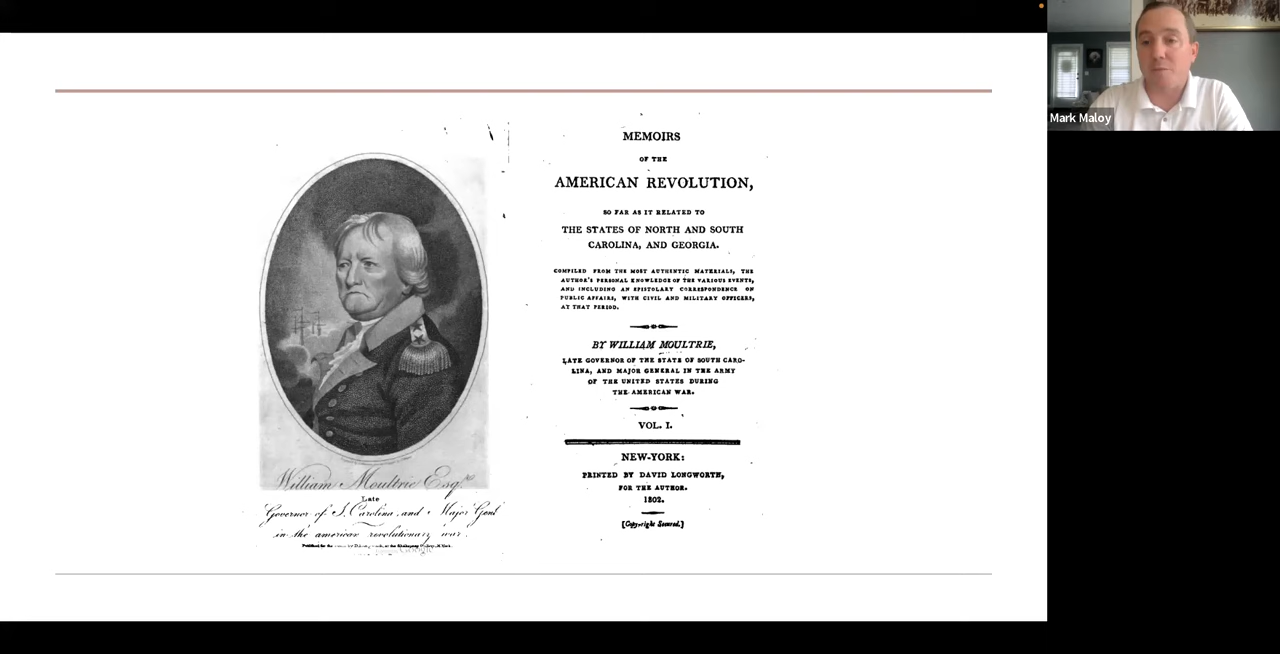 William Moultrie Esq.
Late
Governor of S. Carolina and Major Genl
in the american revolutionary war.
MEMOIRS
OF THE
AMERICAN REVOLUTION,
SO FAR AS IT RELATED TO
THE STATES OF NORTH AND SOUTH
CAROLINA, AND GEORGIA.
COMPILED FROM THE MOST AUTHENTIC MATERIALS, THE
AUTHOR'S PERSONAL KNOWLEDGE OF THE VARIOUS EVENTS,
AND INCLUDING AN EPISTOLARY CORRESPONDENCE ON
PUBLIC AFFAIRS, WITH CIVIL AND MILITARY OFFICERS,
AT THAT PERIOD.
BY WILLIAM MOULTRIE,
LATE GOVERNOR OF THE STATE OF SOUTH CARO-
LINA, AND MAJOR GENERAL IN THE ARMY
OF THE UNITED STATES DURING
THE AMERICAN WAR.
VOL. I.
NEW-YORK:
PRINTED BY DAVID LONGWORTH,
FOR THE AUTHOR.
1802.
[Copy-right Secured.]
Mark Maloy